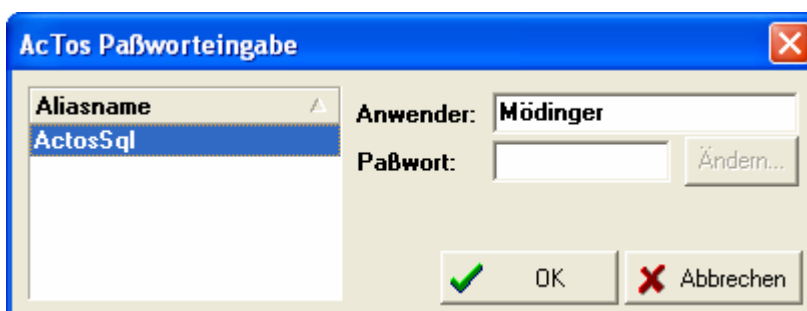 AcTos Paßworteingabe
Aliasname
ActosSql
Anwender: Mödinger
Paßwort: Ändern...
OK Abbrechen